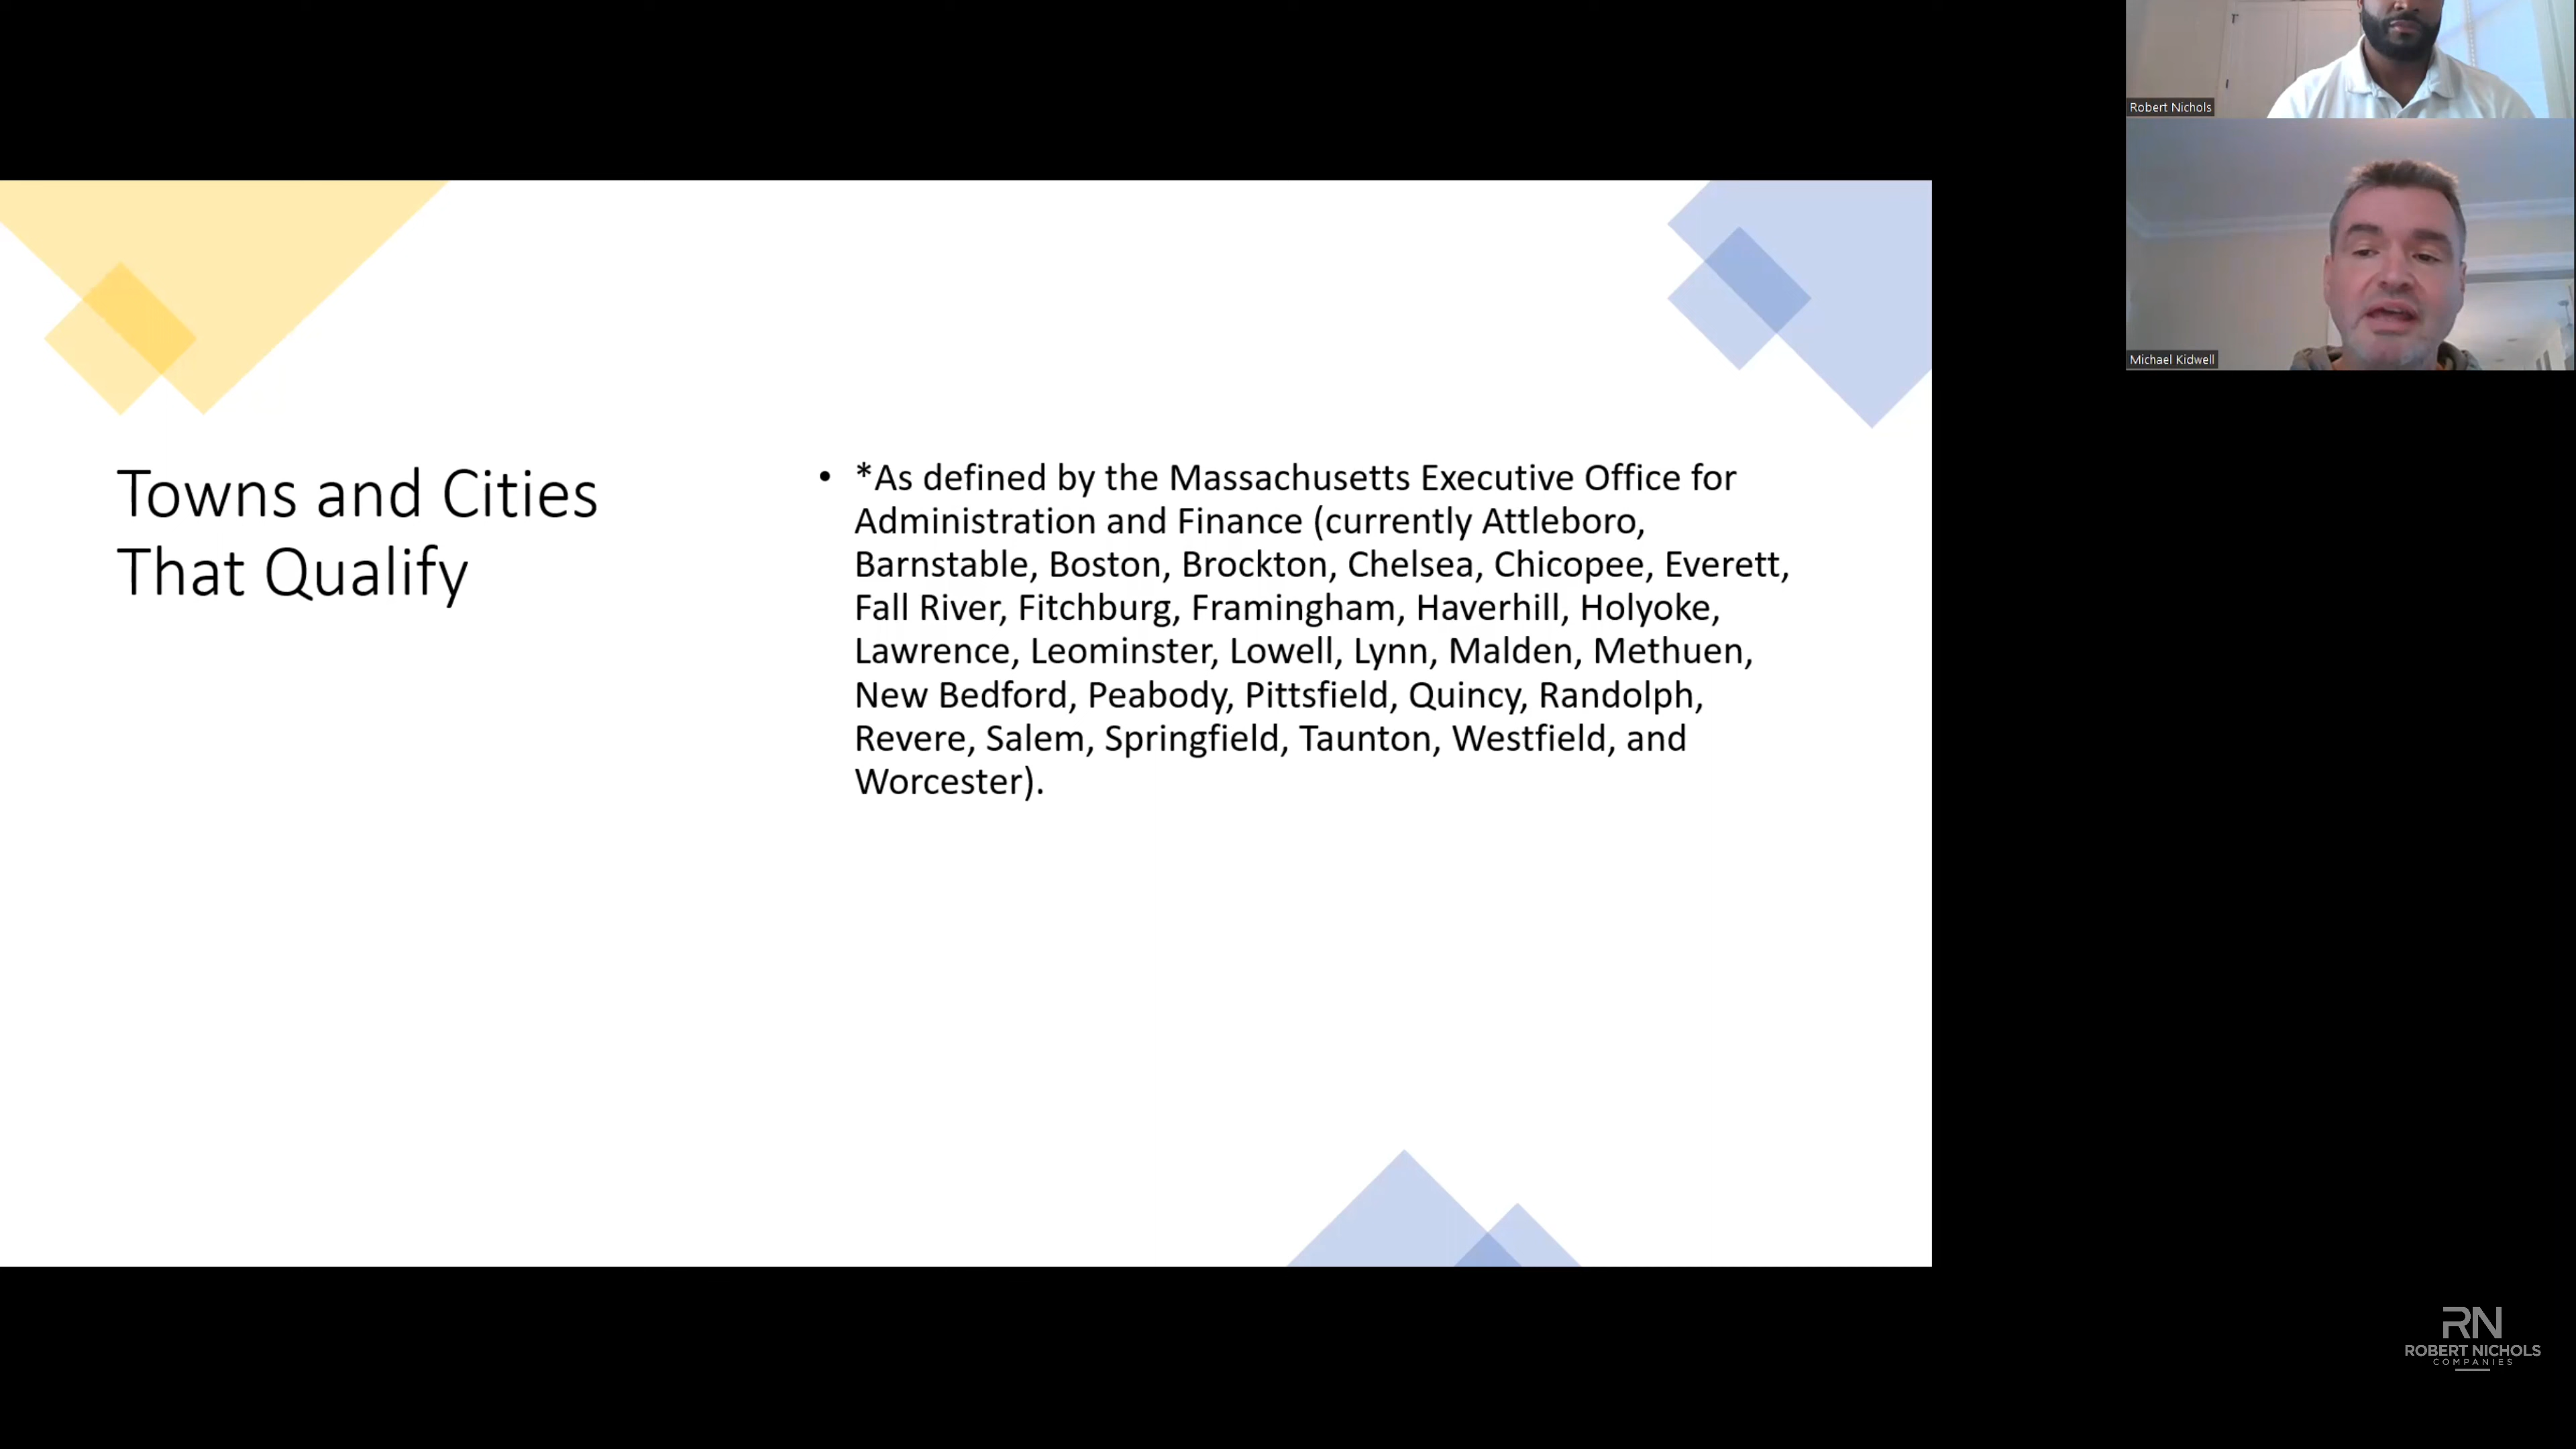 Robert Nichols
Michael Kidwell
Towns and Cities
That Qualify
• *As defined by the Massachusetts Executive Office for
Administration and Finance (currently Attleboro,
Barnstable, Boston, Brockton, Chelsea, Chicopee, Everett,
Fall River, Fitchburg, Framingham, Haverhill, Holyoke,
Lawrence, Leominster, Lowell, Lynn, Malden, Methuen,
New Bedford, Peabody, Pittsfield, Quincy, Randolph,
Revere, Salem, Springfield, Taunton, Westfield, and
Worcester).
RN
ROBERT NICHOLS
COMPANIES